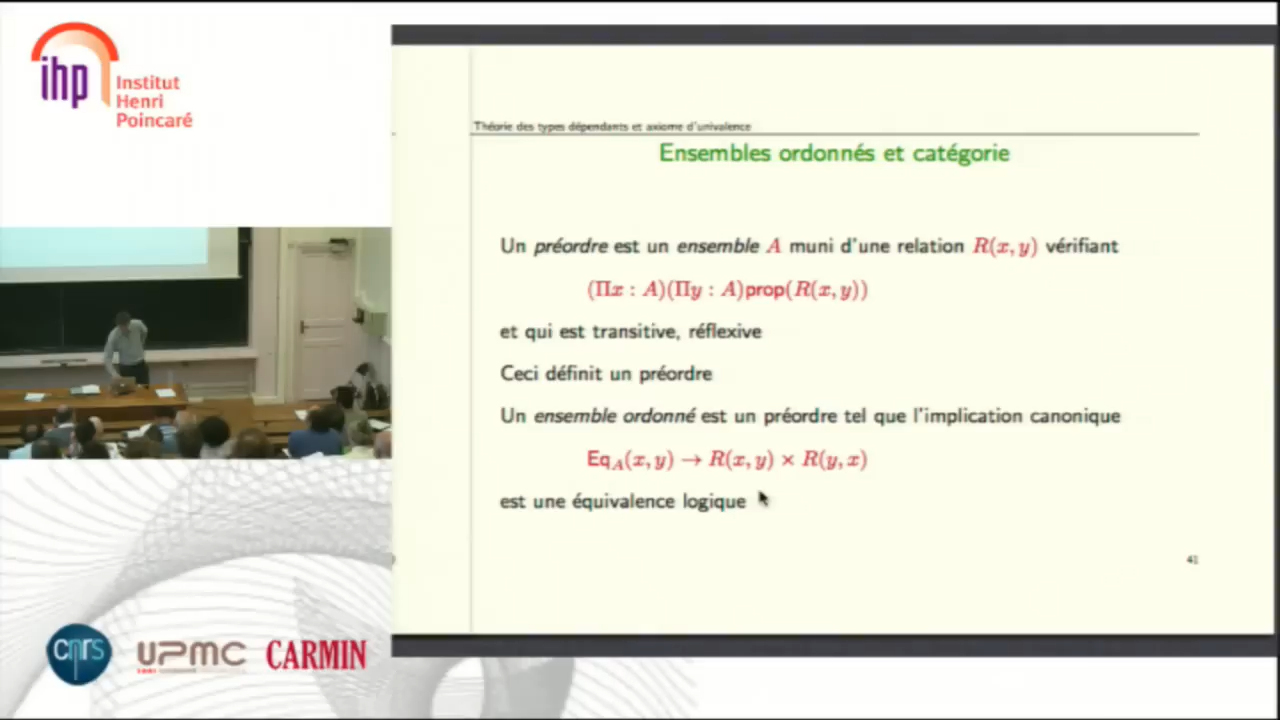 ihp
Institut
Henri
Poincaré
Théorie des types dépendants et axiome d'univalence
Ensembles ordonnés et catégorie
Un préordre est un ensemble A muni d'une relation R(x, y) vérifiant
(Πx : A)(Πy : A)prop(R(x, y))
et qui est transitive, réflexive
Ceci définit un préordre
Un ensemble ordonné est un préordre tel que l'implication canonique
Eq_A(x, y) → R(x, y) × R(y, x)
est une équivalence logique
41
cnrs
UPMC
CARMIN